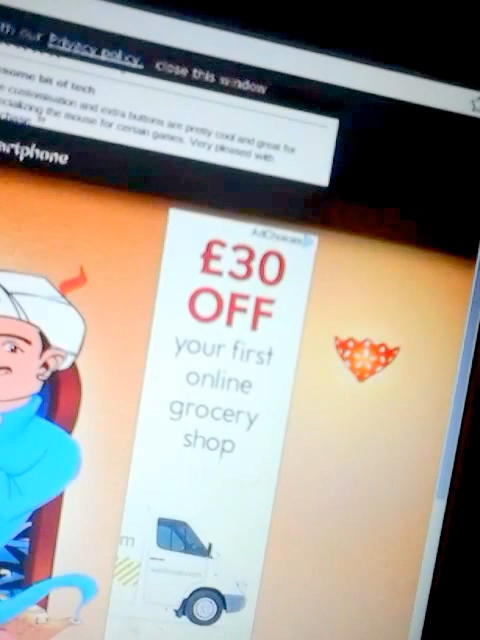 our Privacy policy. close this window
some bit of tech
customisation and extra buttons are pretty cool and great for
specializing the mouse for certain games. Very pleased with
artphone
AdChoices
£30
OFF
your first
online
grocery
shop
m